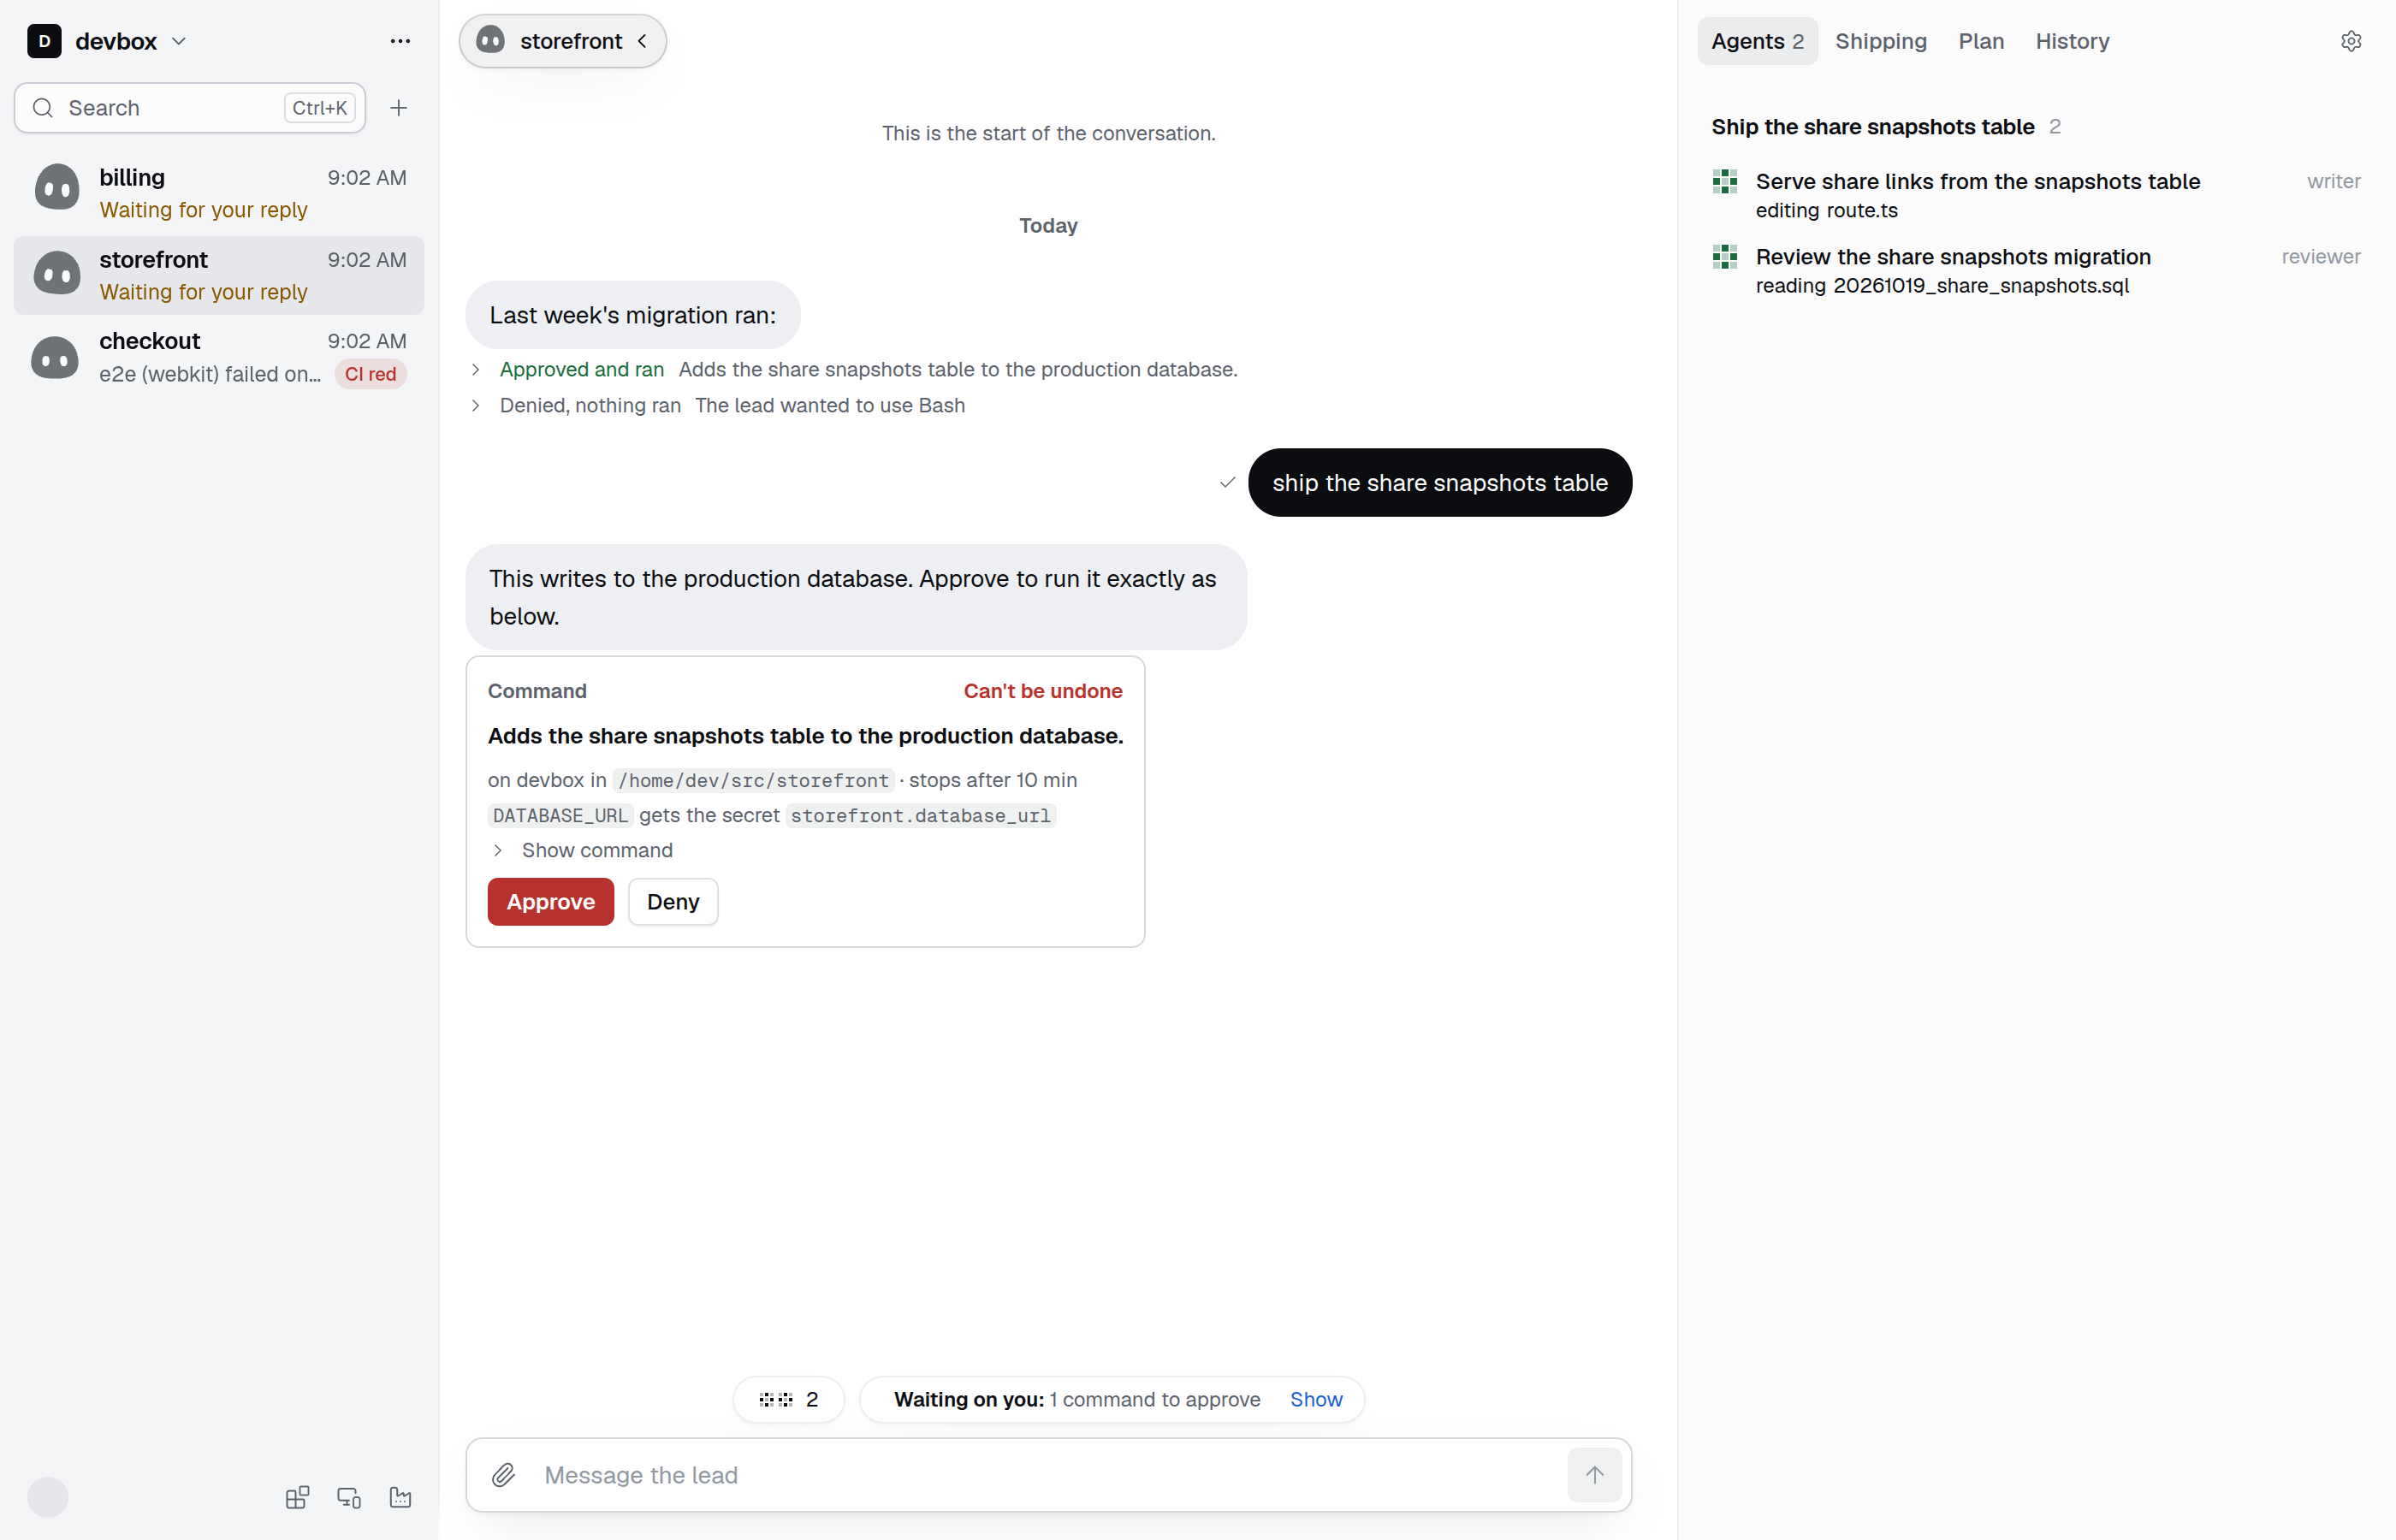 D devbox
Search Ctrl+K
billing 9:02 AM
Waiting for your reply
storefront 9:02 AM
Waiting for your reply
checkout 9:02 AM
e2e (webkit) failed on... CI red
storefront
This is the start of the conversation.
Today
Last week's migration ran:
Approved and ran Adds the share snapshots table to the production database.
Denied, nothing ran The lead wanted to use Bash
ship the share snapshots table
This writes to the production database. Approve to run it exactly as
below.
Command Can't be undone
Adds the share snapshots table to the production database.
on devbox in /home/dev/src/storefront · stops after 10 min
DATABASE_URL gets the secret storefront.database_url
Show command
Approve Deny
2 Waiting on you: 1 command to approve Show
Message the lead
Agents 2 Shipping Plan History
Ship the share snapshots table 2
Serve share links from the snapshots table writer
editing route.ts
Review the share snapshots migration reviewer
reading 20261019_share_snapshots.sql